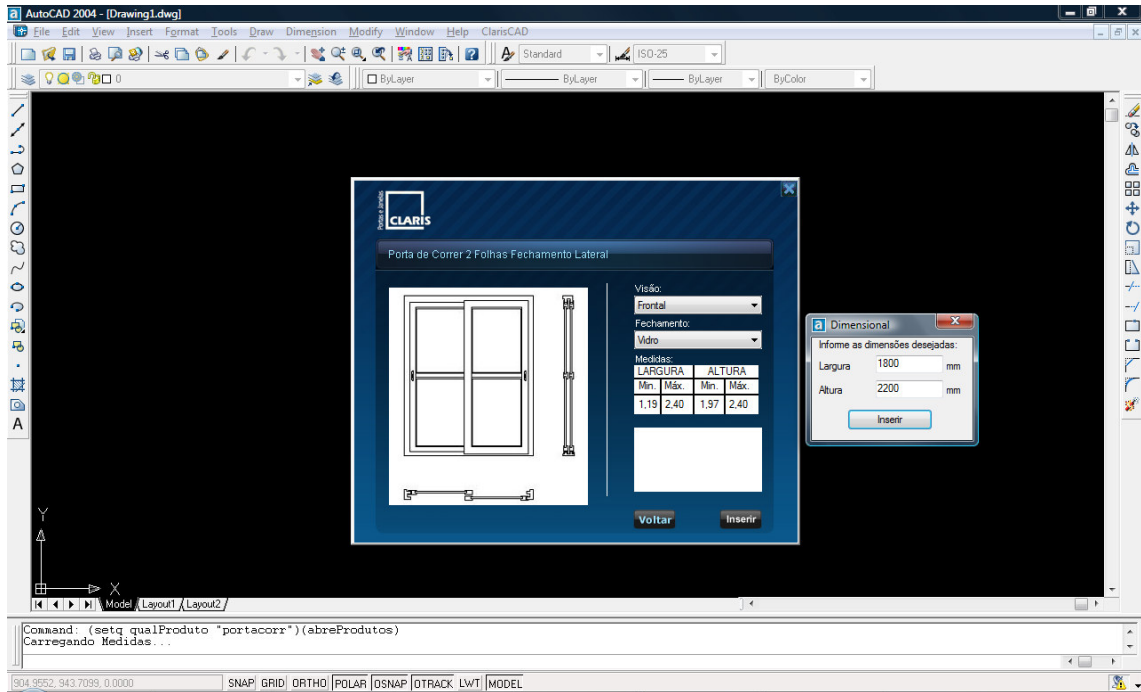 a AutoCAD 2004 - [Drawing1.dwg]
File Edit View Insert Format Tools Draw Dimension Modify Window Help ClarisCAD
Standard ISO-25
0 ByLayer ByLayer ByLayer ByColor
Portas e Janelas
CLARIS
Porta de Correr 2 Folhas Fechamento Lateral
Visão:
Frontal
Fechamento:
Vidro
Medidas:
LARGURA ALTURA
Min. Máx. Min. Máx.
1,19 2,40 1,97 2,40
Voltar Inserir
a Dimensional
Informe as dimensões desejadas:
Largura 1800 mm
Altura 2200 mm
Inserir
A
Y
X
Model Layout1 Layout2
Command: (setq qualProduto "portacorr")(abreProdutos)
Carregando Medidas...
904.9552, 943.7099, 0.0000 SNAP GRID ORTHO POLAR OSNAP OTRACK LWT MODEL